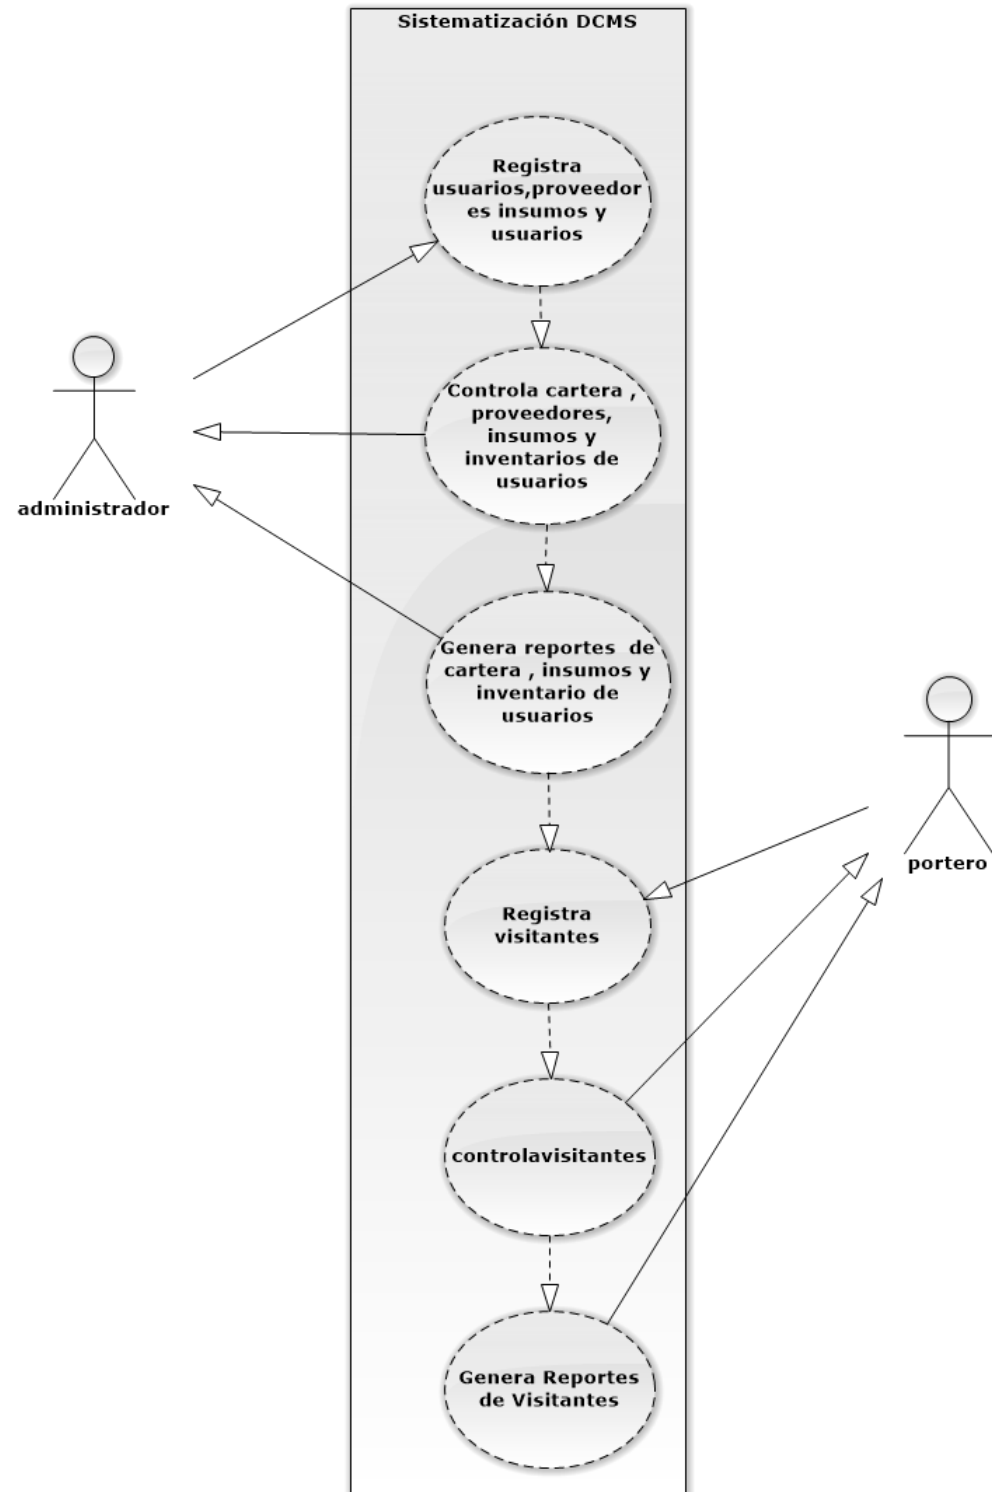 Sistematización DCMS
Registra
usuarios,proveedor
es insumos y
usuarios
Controla cartera ,
proveedores,
insumos y
inventarios de
usuarios
administrador
Genera reportes  de
cartera , insumos y
inventario de
usuarios
portero
Registra
visitantes
controlavisitantes
Genera Reportes
de Visitantes